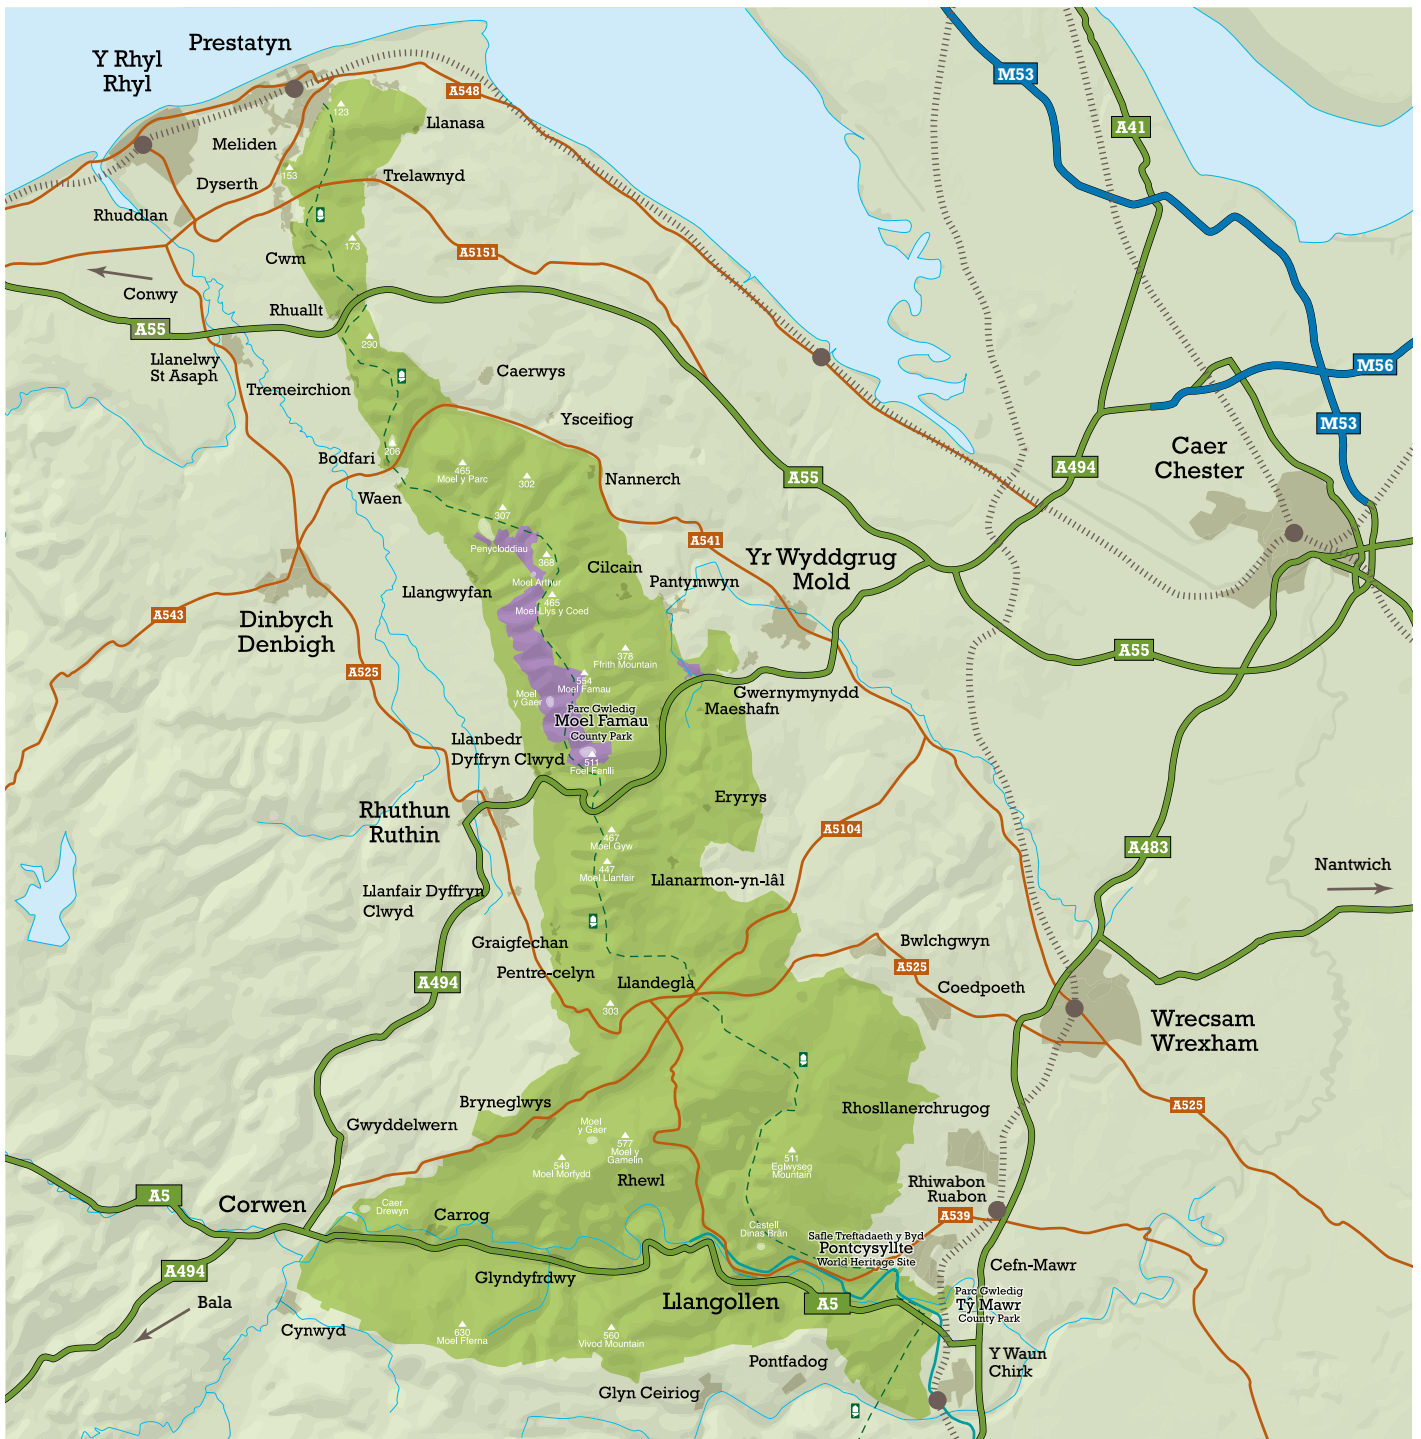 Prestatyn
Y Rhyl
Rhyl
M53
A548
123
Llanasa
A41
Meliden
153
Trelawnyd
Dyserth
Rhuddlan
173
A5151
Cwm
Conwy
Rhuallt
A55
290
Llanelwy
St Asaph
Caerwys
M56
Tremeirchion
Ysceifiog
M53
206
Bodfari
465
Moel y Parc
302
Nannerch
A55
A494
Caer
Chester
Waen
307
A541
Penycloddiau
368
Yr Wyddgrug
Mold
Cilcain
Moel Arthur
Pantymwyn
Llangwyfan
465
Moel Llys y Coed
A543
Dinbych
Denbigh
378
Ffrith Mountain
A55
A525
554
Moel Famau
Moel
y Gaer
Gwernymynydd
Maeshafn
Parc Gwledig
Moel Famau
County Park
Llanbedr
Dyffryn Clwyd
511
Foel Fenlli
Eryrys
Rhuthun
Ruthin
467
Moel Gyw
A5104
A483
447
Moel Llanfair
Nantwich
Llanarmon-yn-lâl
Llanfair Dyffryn
Clwyd
Graigfechan
Bwlchgwyn
Pentre-celyn
A525
A494
Llandegla
Coedpoeth
303
Wrecsam
Wrexham
Bryneglwys
Rhosllanerchrugog
A525
Gwyddelwern
Moel
y Gaer
577
Moel y
Gamelin
549
Moel Morfydd
511
Eglwyseg
Mountain
Rhewl
Rhiwabon
Ruabon
A5
Corwen
Caer
Drewyn
Carrog
A539
Castell
Dinas Brân
Safle Treftadaeth y Byd
Pontcysyllte
World Heritage Site
A494
Glyndyfrdwy
Cefn-Mawr
Parc Gwledig
Tŷ Mawr
County Park
Bala
Llangollen
A5
Cynwyd
630
Moel Fferna
560
Vivod Mountain
Pontfadog
Y Waun
Chirk
Glyn Ceiriog